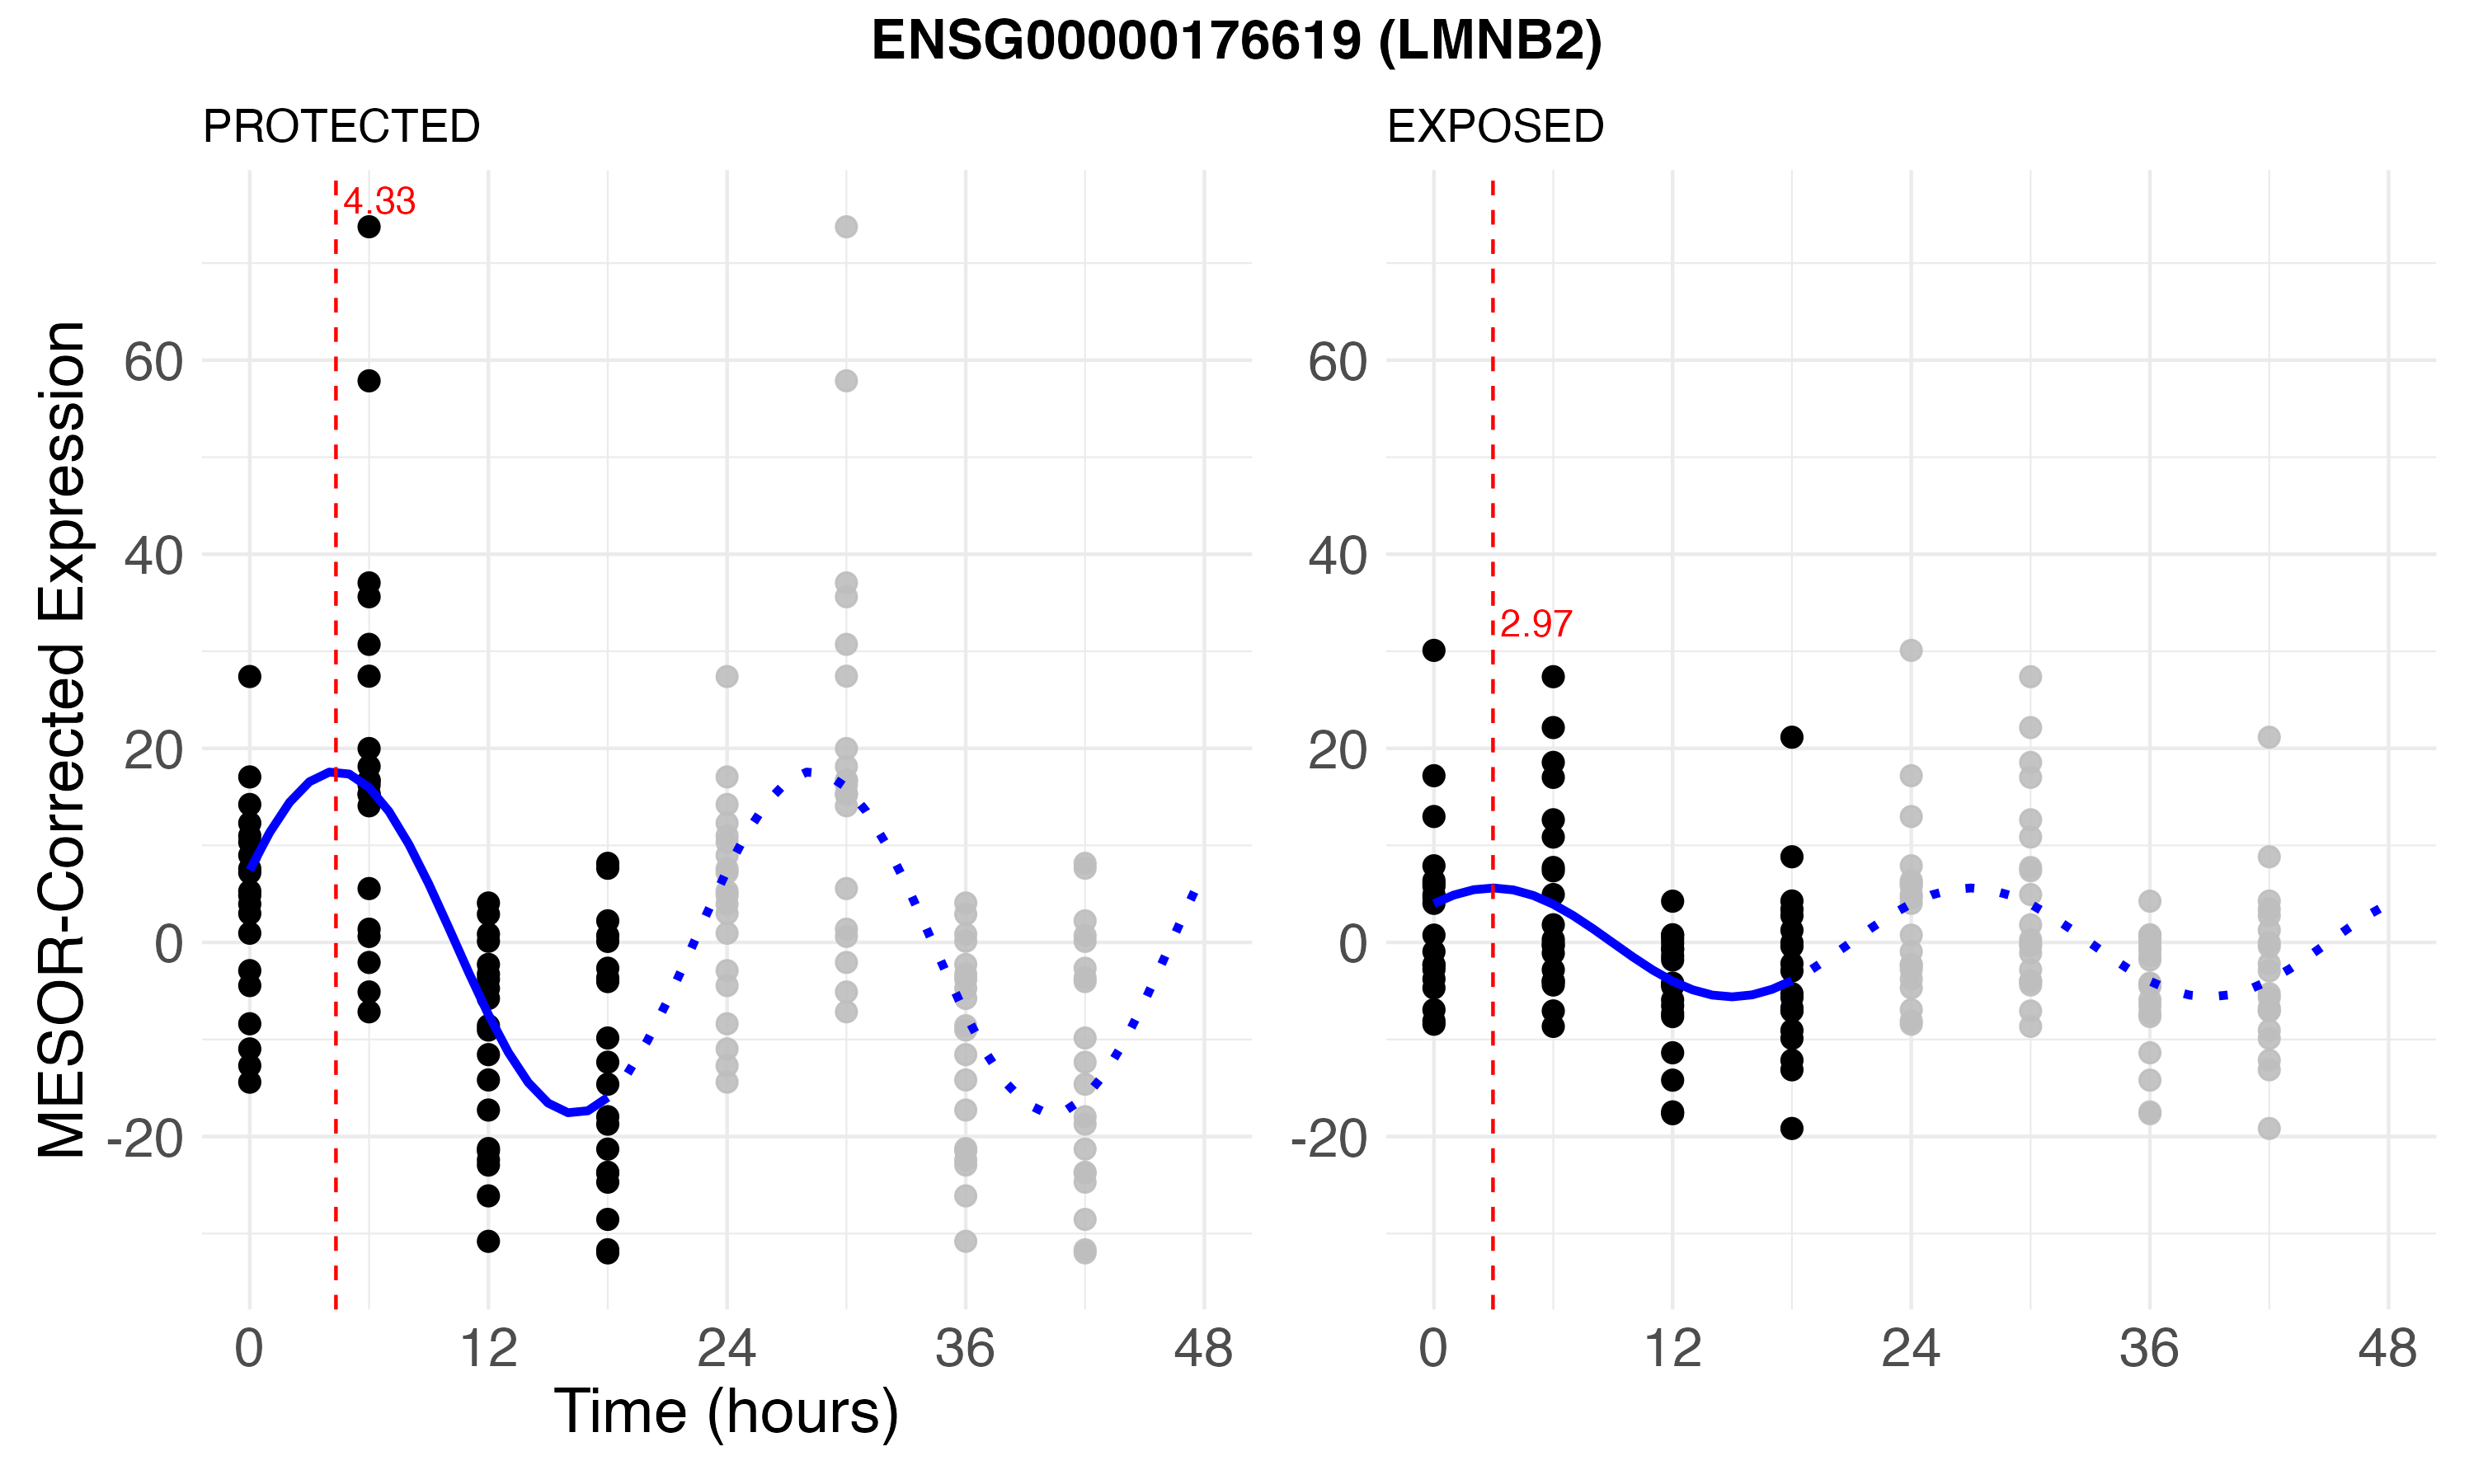 ENSG00000176619 (LMNB2)
PROTECTED
EXPOSED
4.33
2.97
MESOR-Corrected Expression
60
40
20
0
-20
60
40
20
0
-20
0 12 24 36 48
0 12 24 36 48
Time (hours)